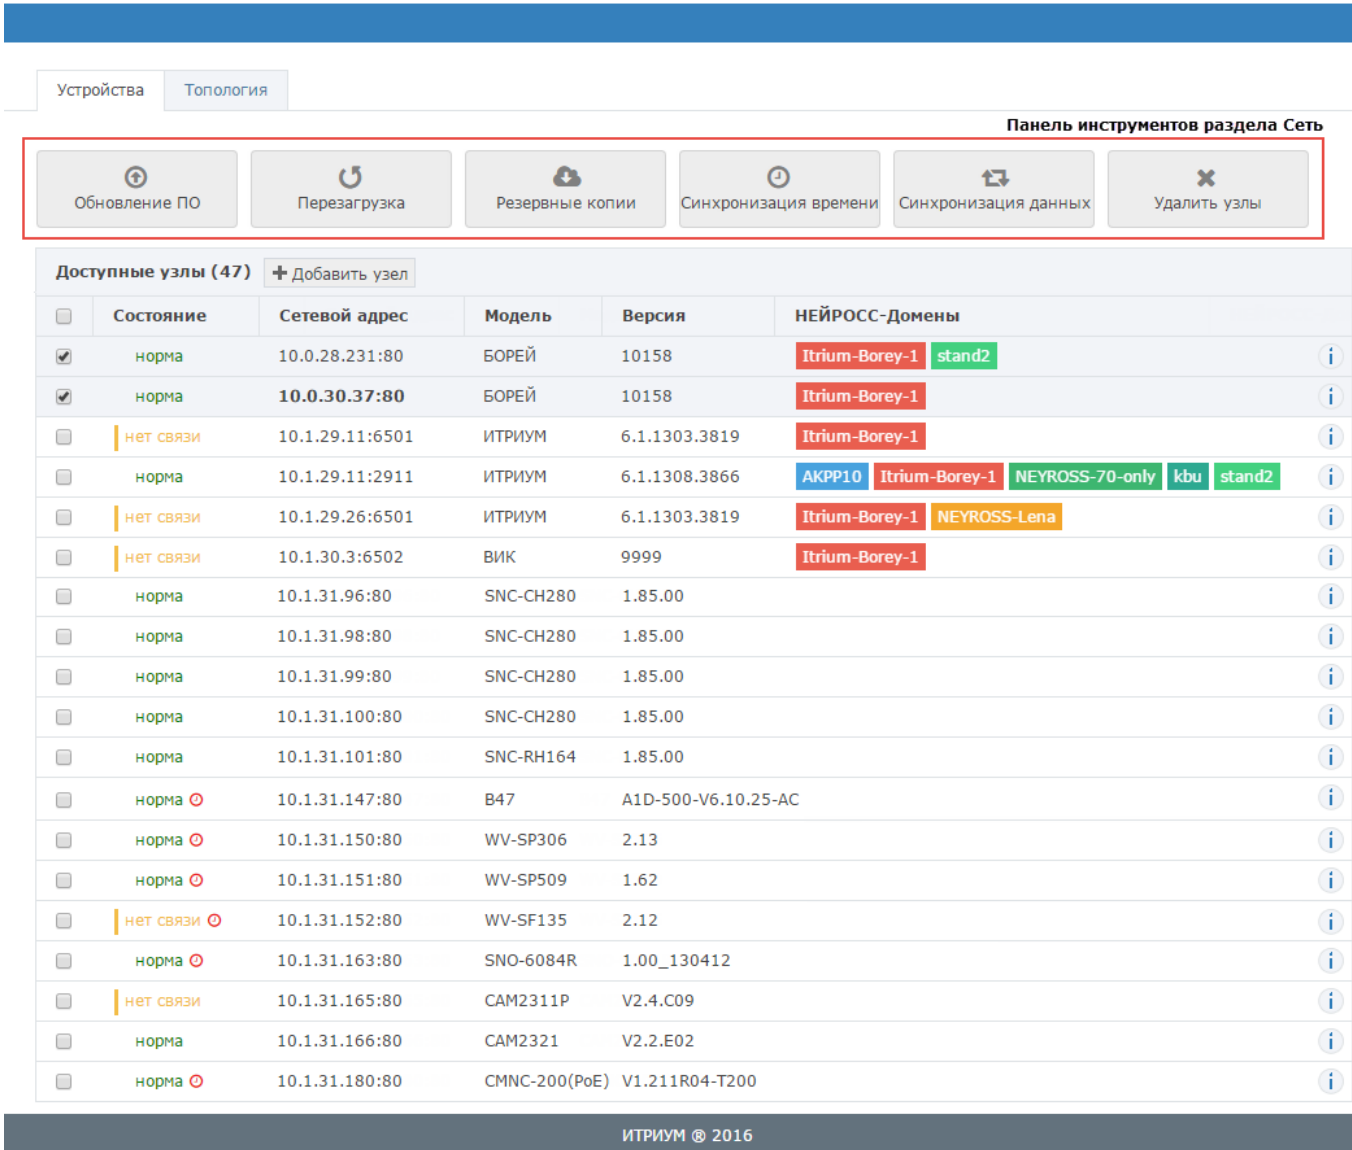 Устройства Топология
Панель инструментов раздела Сеть
Обновление ПО Перезагрузка Резервные копии Синхронизация времени Синхронизация данных Удалить узлы
Доступные узлы (47) Добавить узел
Состояние Сетевой адрес Модель Версия НЕЙРОСС-Домены
норма 10.0.28.231:80 БОРЕЙ 10158 Itrium-Borey-1 stand2
норма 10.0.30.37:80 БОРЕЙ 10158 Itrium-Borey-1
нет связи 10.1.29.11:6501 ИТРИУМ 6.1.1303.3819 Itrium-Borey-1
норма 10.1.29.11:2911 ИТРИУМ 6.1.1308.3866 AKPP10 Itrium-Borey-1 NEYROSS-70-only kbu stand2
нет связи 10.1.29.26:6501 ИТРИУМ 6.1.1303.3819 Itrium-Borey-1 NEYROSS-Lena
нет связи 10.1.30.3:6502 ВИК 9999 Itrium-Borey-1
норма 10.1.31.96:80 SNC-CH280 1.85.00
норма 10.1.31.98:80 SNC-CH280 1.85.00
норма 10.1.31.99:80 SNC-CH280 1.85.00
норма 10.1.31.100:80 SNC-CH280 1.85.00
норма 10.1.31.101:80 SNC-RH164 1.85.00
норма 10.1.31.147:80 B47 A1D-500-V6.10.25-AC
норма 10.1.31.150:80 WV-SP306 2.13
норма 10.1.31.151:80 WV-SP509 1.62
нет связи 10.1.31.152:80 WV-SF135 2.12
норма 10.1.31.163:80 SNO-6084R 1.00_130412
нет связи 10.1.31.165:80 CAM2311P V2.4.C09
норма 10.1.31.166:80 CAM2321 V2.2.E02
норма 10.1.31.180:80 CMNC-200(PoE) V1.211R04-T200
ИТРИУМ ® 2016